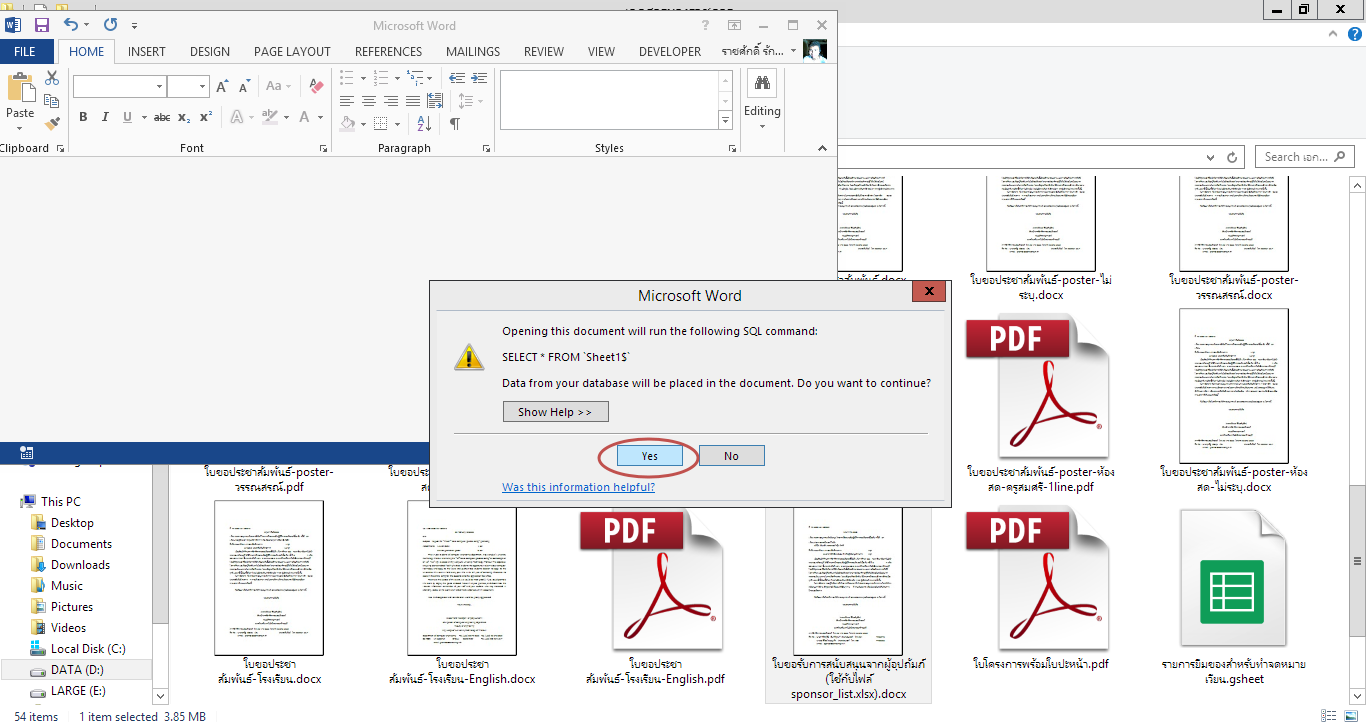 Microsoft Word
FILE
HOME
INSERT
DESIGN
PAGE LAYOUT
REFERENCES
MAILINGS
REVIEW
VIEW
DEVELOPER
ราชศักดิ์ รัก...
Paste
Clipboard
Font
Paragraph
Styles
Editing
Search เอก...
Microsoft Word
Opening this document will run the following SQL command:
SELECT * FROM `Sheet1$`
Data from your database will be placed in the document. Do you want to continue?
Show Help >>
Yes
No
Was this information helpful?
ใบขอประชาสัมพันธ์-poster-ไม่
ระบุ.docx
ใบขอประชาสัมพันธ์-poster-
วรรณสรณ์.docx
ใบขอประชาสัมพันธ์-poster-
วรรณสรณ์.pdf
ใบขอประชาสัมพันธ์-poster-ห้อง
สด-ครูสมศรี-1line.pdf
ใบขอประชาสัมพันธ์-poster-ห้อง
สด-ไม่ระบุ.docx
PDF
This PC
Desktop
Documents
Downloads
Music
Pictures
Videos
Local Disk (C:)
DATA (D:)
LARGE (E:)
PDF
PDF
ใบขอประชา
สัมพันธ์-โรงเรียน.docx
ใบขอประชา
สัมพันธ์-โรงเรียน-English.docx
ใบขอประชา
สัมพันธ์-โรงเรียน-English.pdf
ใบขอรับการสนับสนุนจากผู้อุปถัมภ์
(ใช้กับไฟล์
sponsor_list.xlsx).docx
ใบโครงการพร้อมใบปะหน้า.pdf
รายการยิมของสำหรับทำจดหมาย
เวียน.gsheet
54 items
1 item selected 3.85 MB